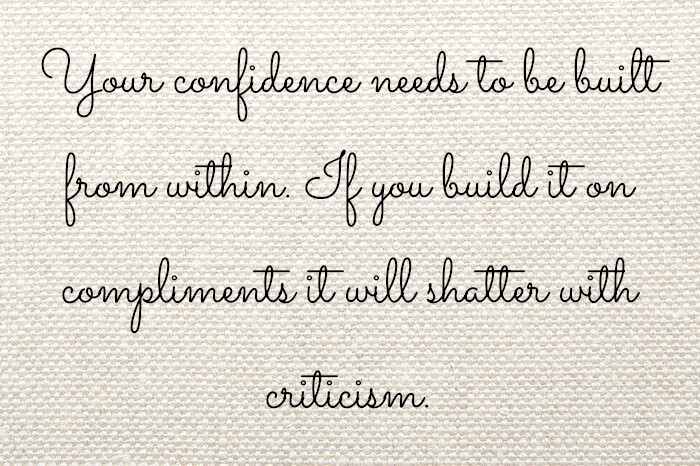 Your confidence needs to be built
from within. If you build it on
compliments it will shatter with
criticism.